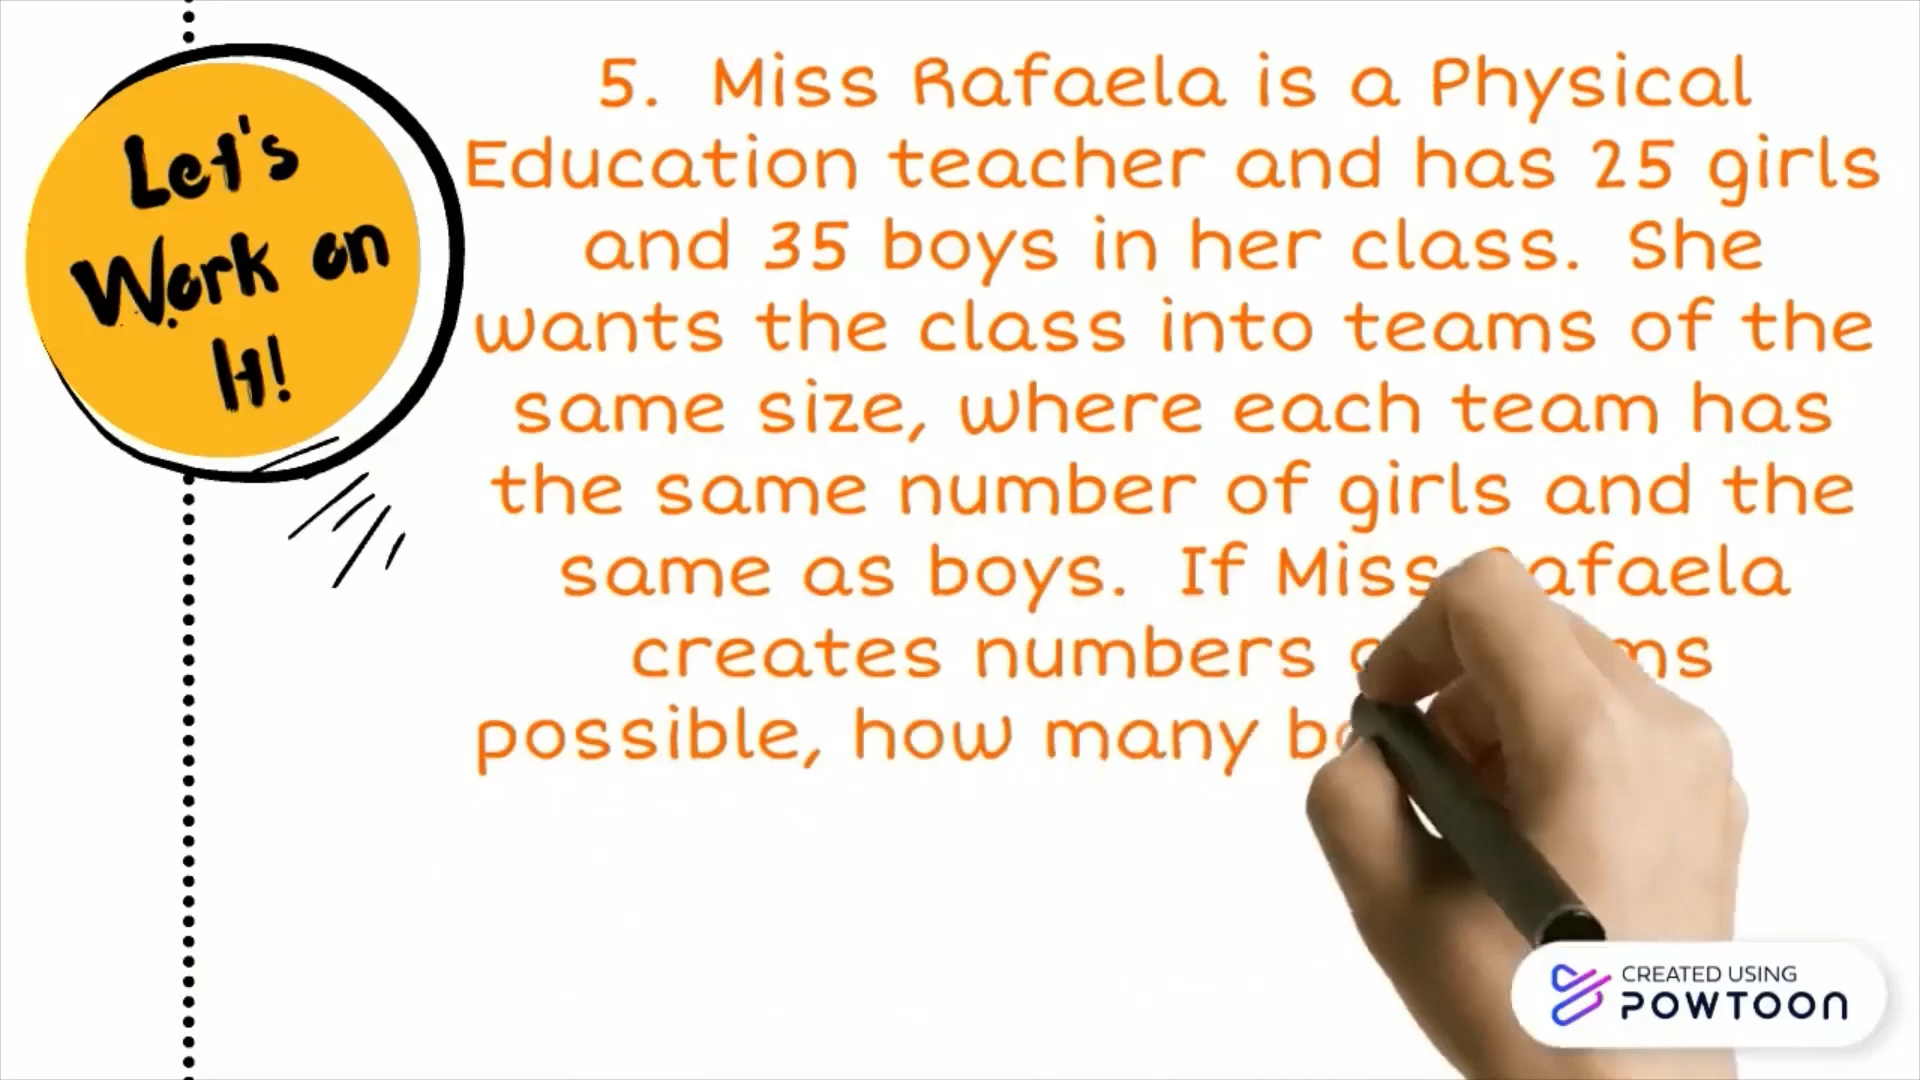 Let's
Work on
It!
5. Miss Rafaela is a Physical
Education teacher and has 25 girls
and 35 boys in her class. She
wants the class into teams of the
same size, where each team has
the same number of girls and the
same as boys. If Miss Rafaela
creates numbers
possible, how many
CREATED USING
POWTOON